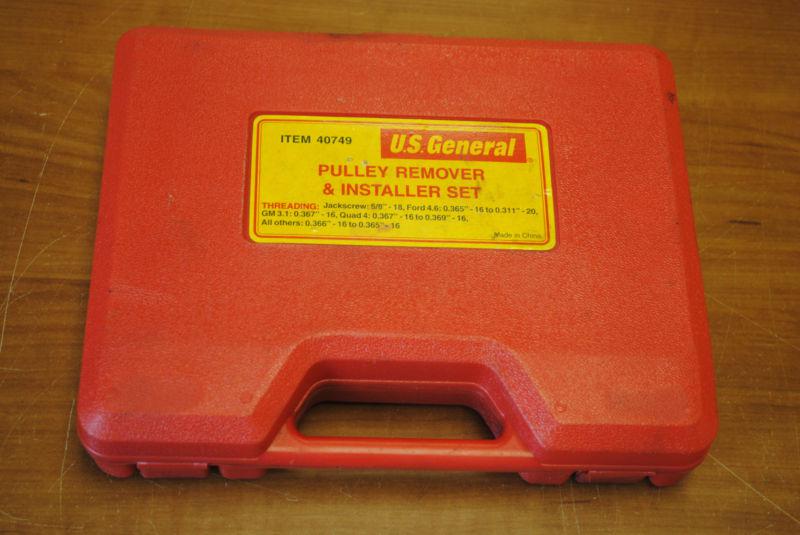 ITEM 40749
U.S. General
PULLEY REMOVER
& INSTALLER SET
THREADING: Jackscrew: 5/8" - 18, Ford 4.6: 0.365" - 16 to 0.311" - 20,
GM 3.1: 0.367" - 16, Quad 4: 0.367" - 16 to 0.369" - 16,
All others: 0.366" - 16 to 0.365" - 16
Made in China